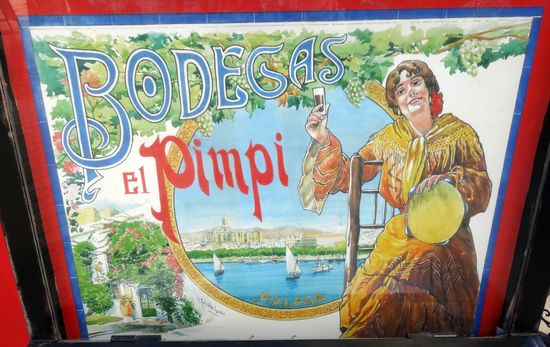 BODEGAS
el Pimpi
MALAGA